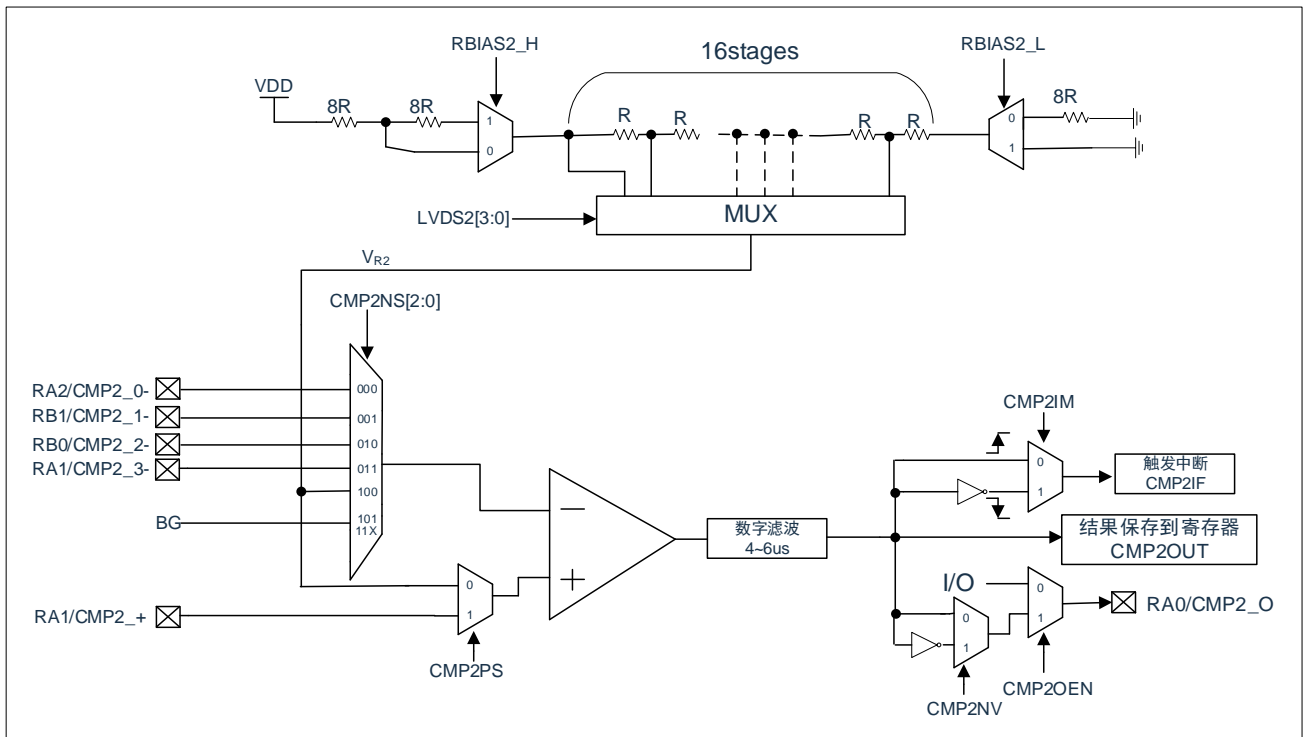 RBIAS2_H
16stages
RBIAS2_L
VDD
8R
8R
1
0
R
R
R
R
0
1
8R
LVDS2[3:0]
MUX
VR2
CMP2NS[2:0]
RA2/CMP2_0-
000
RB1/CMP2_1-
001
RB0/CMP2_2-
010
RA1/CMP2_3-
011
100
BG
101
11X
CMP2IM
0
1
触发中断
CMP2IF
数字滤波
4~6us
结果保存到寄存器
CMP2OUT
0
1
RA1/CMP2_+
CMP2PS
I/O
0
1
0
1
RA0/CMP2_O
CMP2OEN
CMP2NV